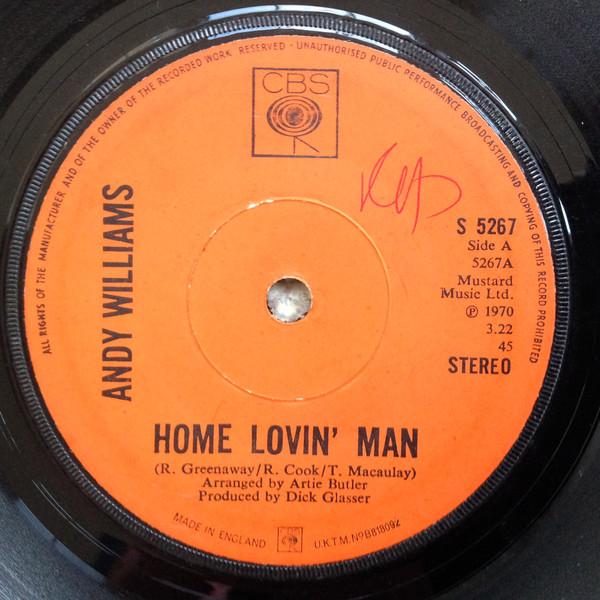 ALL RIGHTS OF THE MANUFACTURER AND OF THE OWNER OF THE RECORDED WORK RESERVED - UNAUTHORISED PUBLIC PERFORMANCE BROADCASTING AND COPYING OF THIS RECORD PROHIBITED
CBS
ANDY WILLIAMS
S 5267
Side A
5267A
Mustard
Music Ltd.
℗ 1970
3.22
45
STEREO
HOME LOVIN' MAN
(R. Greenaway/R. Cook/T. Macaulay)
Arranged by Artie Butler
Produced by Dick Glasser
MADE IN ENGLAND
U.K.T.M.NºB818092